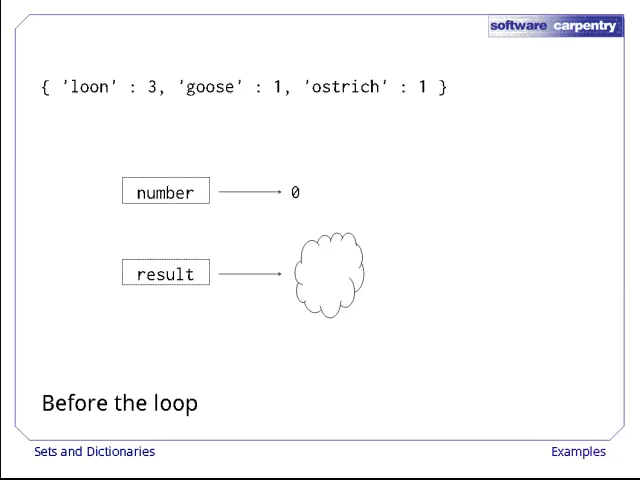 software carpentry
{ 'loon' : 3, 'goose' : 1, 'ostrich' : 1 }
number 0
result
Before the loop
Sets and Dictionaries Examples